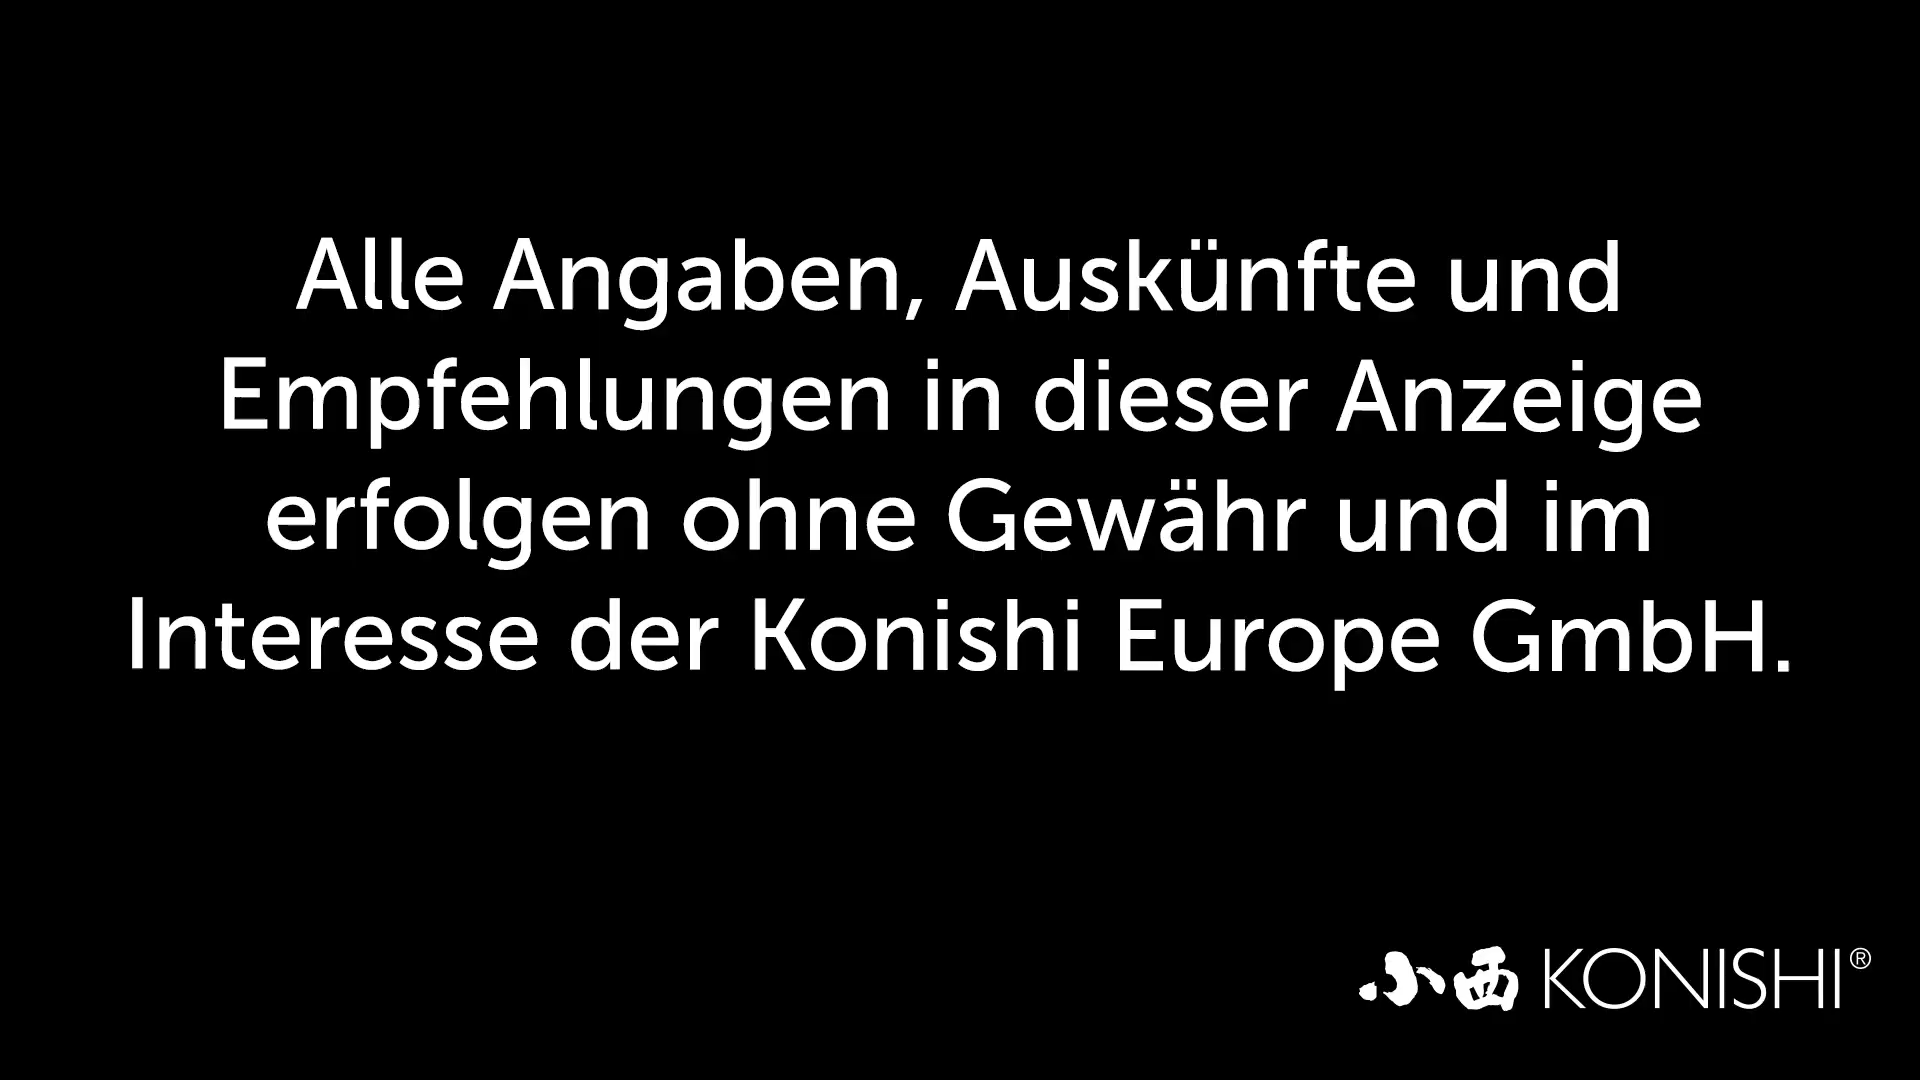 Alle Angaben, Auskünfte und
Empfehlungen in dieser Anzeige
erfolgen ohne Gewähr und im
Interesse der Konishi Europe GmbH.
小西 KONISHI®